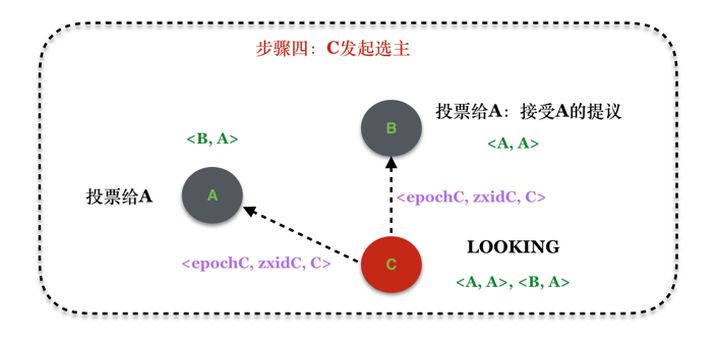 步骤四：C发起选主
B
投票给A：接受A的提议
<A, A>
<B, A>
A
投票给A
<epochC, zxidC, C>
<epochC, zxidC, C>
C
LOOKING
<A, A>, <B, A>